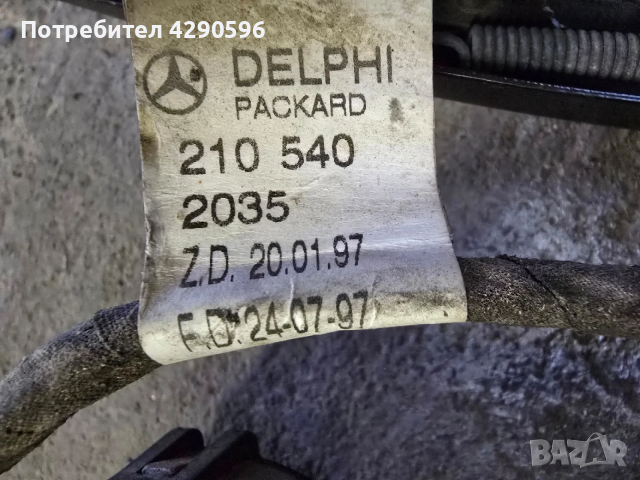 Потребител 4290596
DELPHI
PACKARD
210 540
2035
Z.D. 20.01.97
F.D. 24-07-97
BAZAR